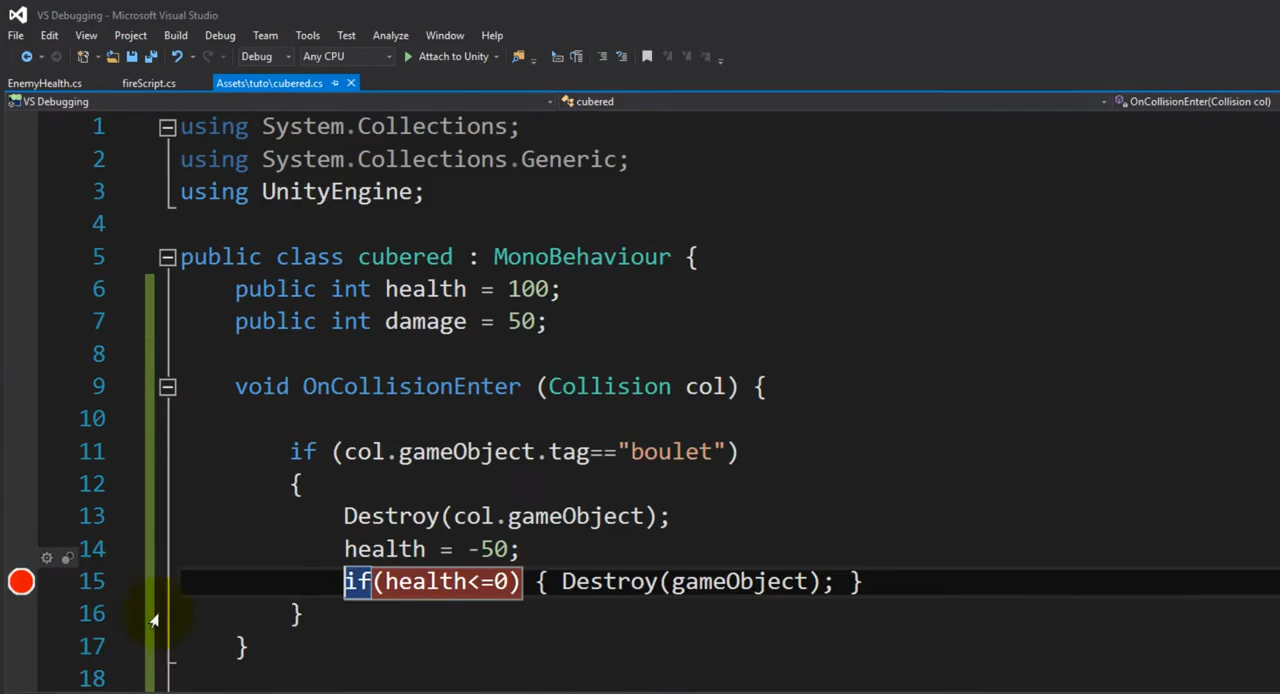 VS Debugging - Microsoft Visual Studio
File Edit View Project Build Debug Team Tools Test Analyze Window Help
Debug Any CPU Attach to Unity
EnemyHealth.cs fireScript.cs Assets\tuto\cubered.cs
VS Debugging cubered OnCollisionEnter(Collision col)
1 using System.Collections;
2 using System.Collections.Generic;
3 using UnityEngine;
4
5 public class cubered : MonoBehaviour {
6 public int health = 100;
7 public int damage = 50;
8
9 void OnCollisionEnter (Collision col) {
10
11 if (col.gameObject.tag=="boulet")
12 {
13 Destroy(col.gameObject);
14 health = -50;
15 if(health<=0) { Destroy(gameObject); }
16 }
17 }
18